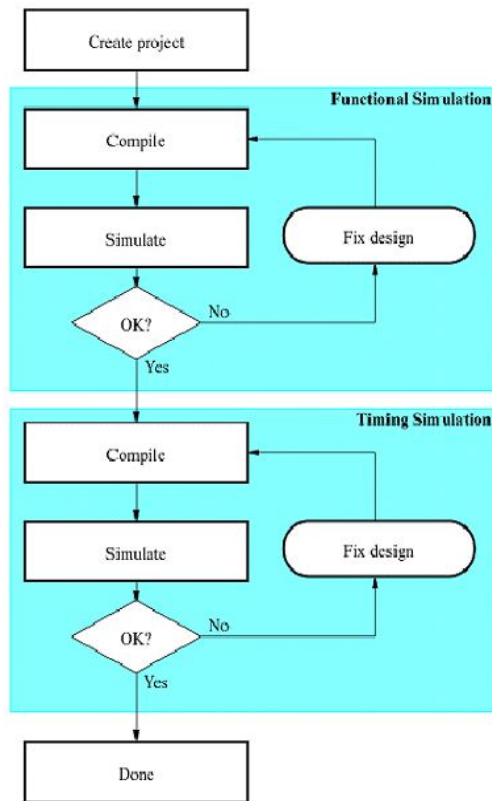 Create project
Functional Simulation
Compile
Simulate
Fix design
OK?
No
Yes
Timing Simulation
Compile
Simulate
Fix design
OK?
No
Yes
Done